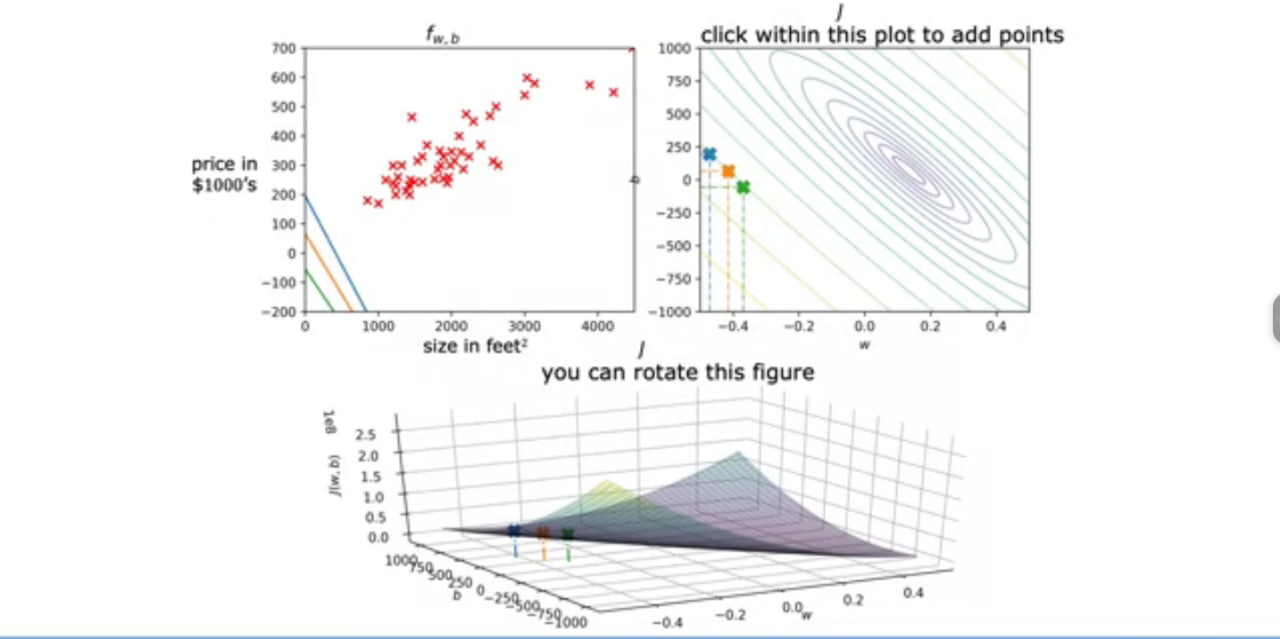 f_{w,b}
700
600
500
400
300
200
100
0
−100
−200
price in
$1000's
0 1000 2000 3000 4000
size in feet²
J
click within this plot to add points
1000
750
500
250
0
−250
−500
−750
−1000
b
−0.4 −0.2 0.0 0.2 0.4
w
J
you can rotate this figure
1e8
J(w,b)
2.5
2.0
1.5
1.0
0.5
0.0
1000
750
500
250
0
−250
−500
−750
−1000
b
−0.4 −0.2 0.0 0.2 0.4
w